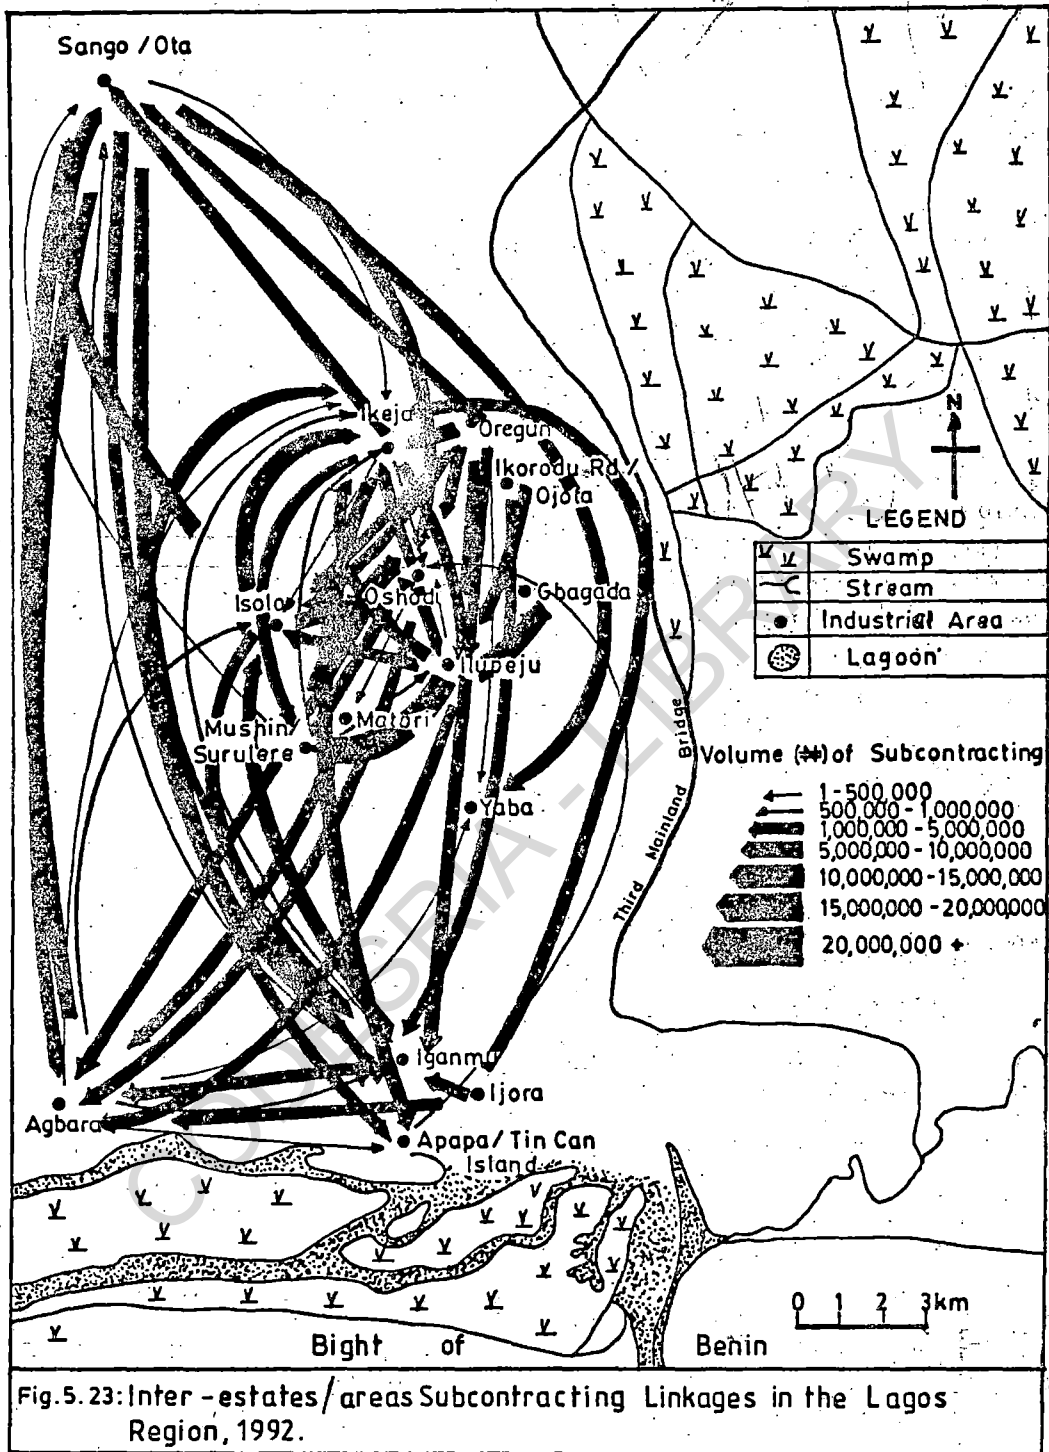 Sango / Ota
Ikeja
Oregun
Ikorodu Rd /
Ojota
N
LEGEND
Swamp
Stream
Industrial Area
Lagoon
Isolo
Oshodi
Gbagada
Ilupeju
Mushin/
Surulere
Matori
Yaba
Third Mainland Bridge
Volume (₦) of Subcontracting
1 - 500,000
500,000 - 1,000,000
1,000,000 - 5,000,000
5,000,000 - 10,000,000
10,000,000 - 15,000,000
15,000,000 - 20,000,000
20,000,000 +
Iganmu
Ijora
Agbara
Apapa / Tin Can
Island
0 1 2 3km
Bight of Benin
Fig. 5.23: Inter - estates / areas Subcontracting Linkages in the Lagos
Region, 1992.
CODESRIA - LIBRARY